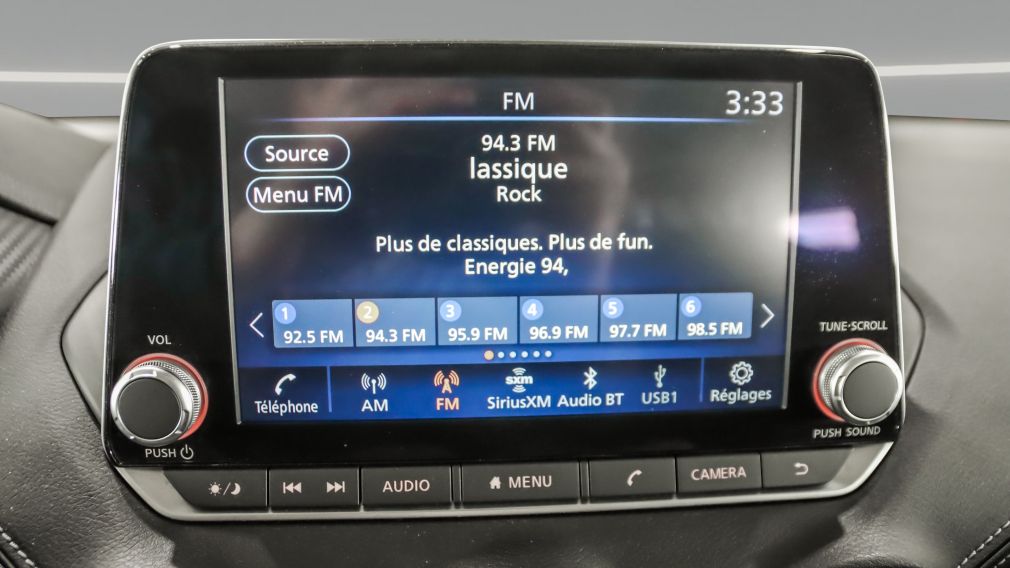 FM
3:33
Source
Menu FM
94.3 FM
lassique
Rock
Plus de classiques. Plus de fun.
Energie 94,
1 2 3 4 5 6
92.5 FM 94.3 FM 95.9 FM 96.9 FM 97.7 FM 98.5 FM
sxm
Téléphone AM FM SiriusXM Audio BT USB1 Réglages
VOL
PUSH
TUNE·SCROLL
PUSH SOUND
AUDIO MENU CAMERA